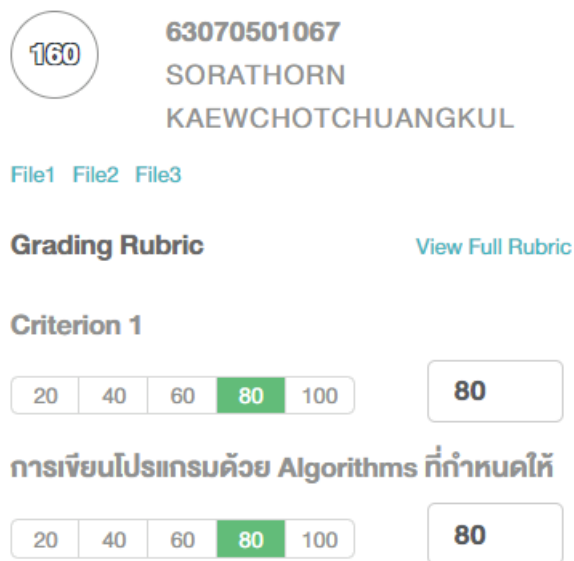 160
63070501067
SORATHORN
KAEWCHOTCHUANGKUL
File1 File2 File3
Grading Rubric View Full Rubric
Criterion 1
20 40 60 80 100 80
การเขียนโปรแกรมด้วย Algorithms ที่กำหนดให้
20 40 60 80 100 80